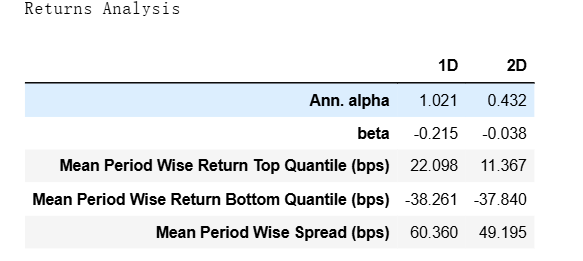 Returns Analysis
1D 2D
Ann. alpha 1.021 0.432
beta -0.215 -0.038
Mean Period Wise Return Top Quantile (bps) 22.098 11.367
Mean Period Wise Return Bottom Quantile (bps) -38.261 -37.840
Mean Period Wise Spread (bps) 60.360 49.195